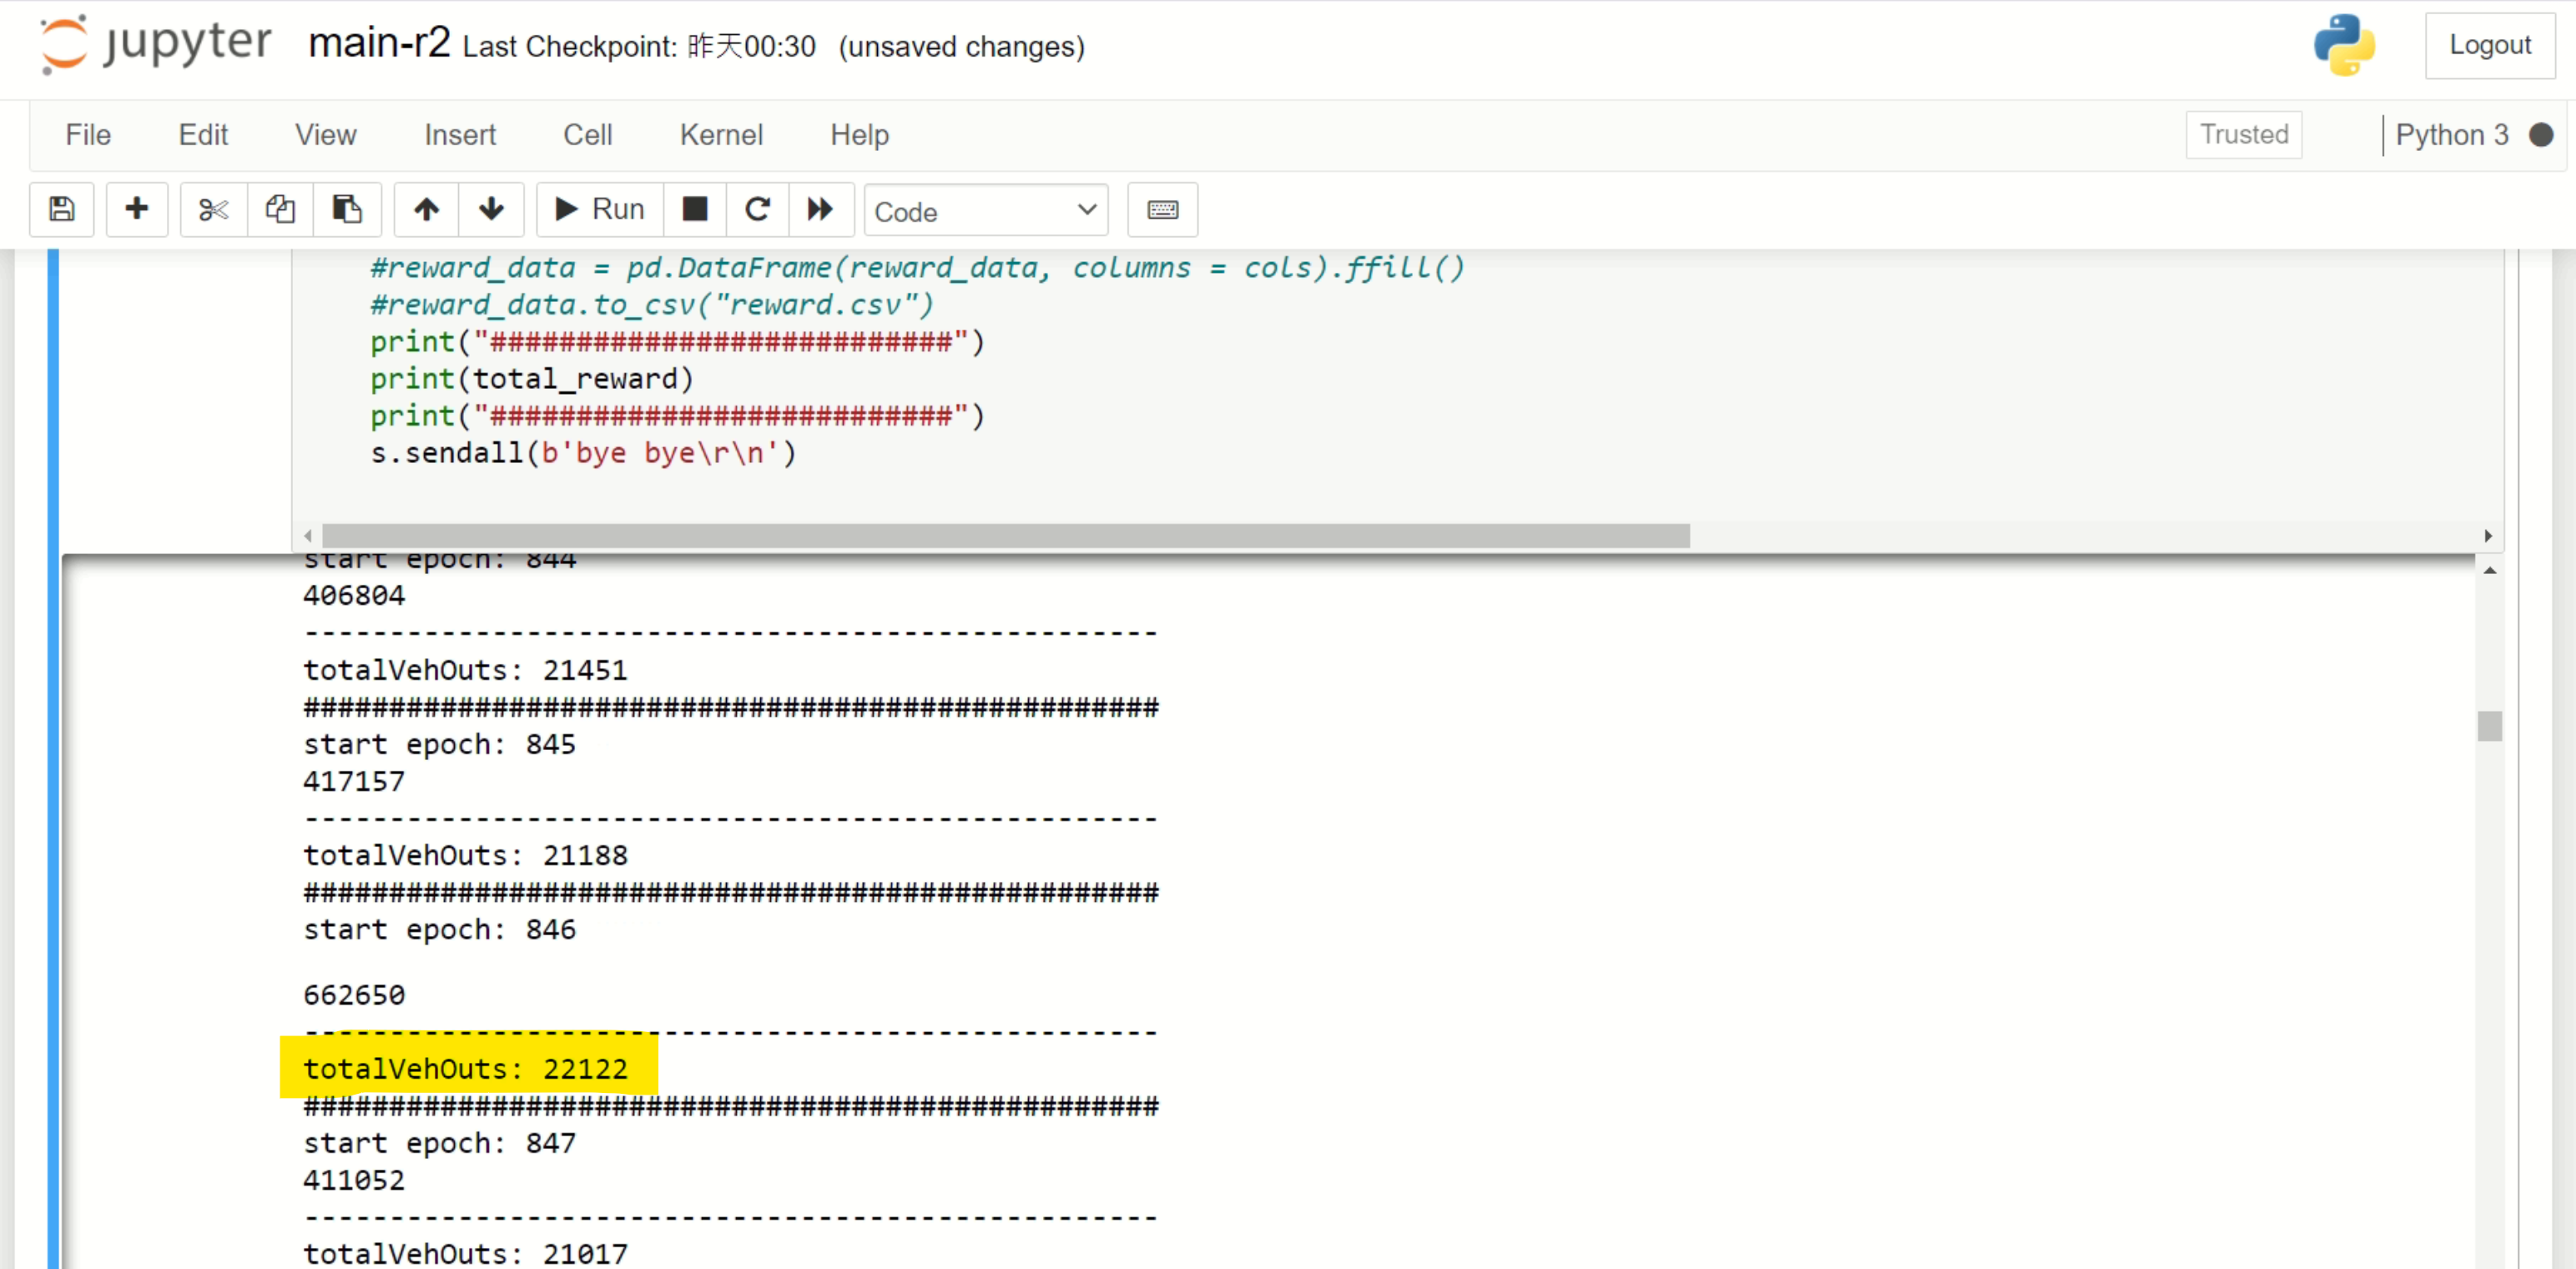 jupyter main-r2 Last Checkpoint: 昨天00:30 (unsaved changes) Logout
File Edit View Insert Cell Kernel Help Trusted Python 3
Run Code
#reward_data = pd.DataFrame(reward_data, columns = cols).ffill()
#reward_data.to_csv("reward.csv")
print("###########################")
print(total_reward)
print("###########################")
s.sendall(b'bye bye\r\n')
start epoch: 844
406804
--------------------------------------------------
totalVehOuts: 21451
##################################################
start epoch: 845
417157
--------------------------------------------------
totalVehOuts: 21188
##################################################
start epoch: 846
662650
--------------------------------------------------
totalVehOuts: 22122
##################################################
start epoch: 847
411052
--------------------------------------------------
totalVehOuts: 21017